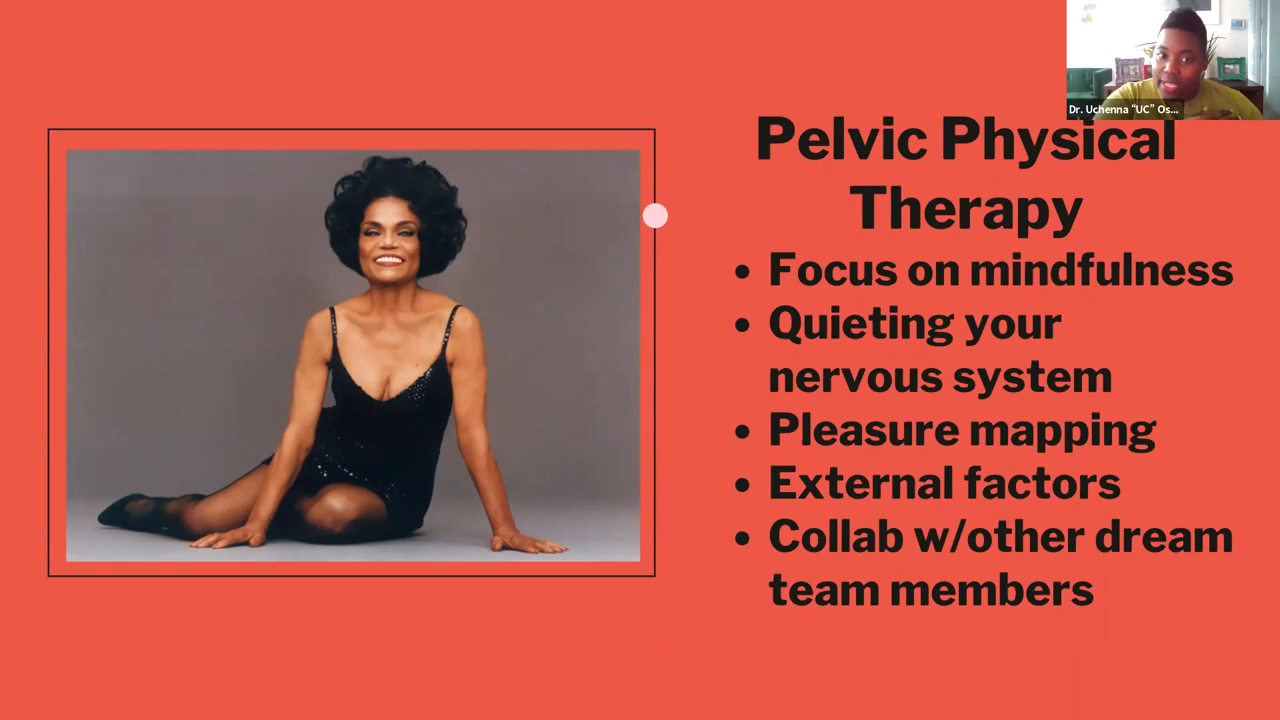 Dr. Uchenna "UC" Os...
Pelvic Physical
Therapy
• Focus on mindfulness
• Quieting your
nervous system
• Pleasure mapping
• External factors
• Collab w/other dream
team members